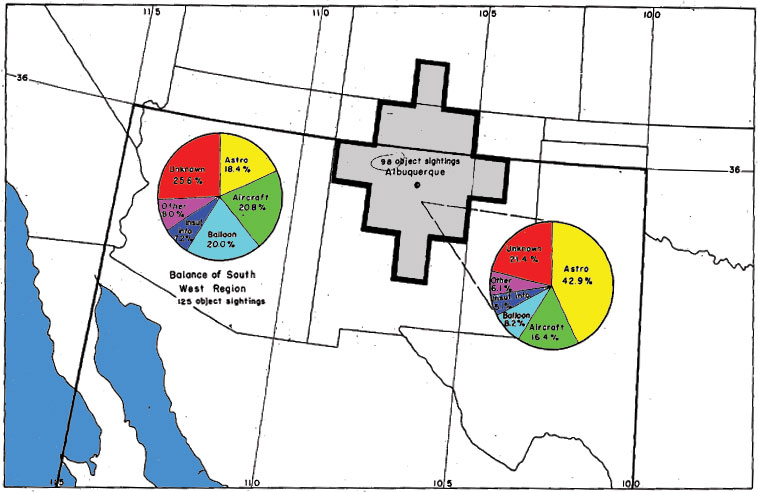 115
110
105
100
36
36
98 object sightings
Albuquerque
Unknown
25.6%
Astro
18.4%
Aircraft
20.8%
Balloon
20.0%
Insuf.
Info.
7.2%
Other
8.0%
Balance of South
West Region
125 object sightings
Unknown
21.4%
Astro
42.9%
Aircraft
16.4%
Balloon
8.2%
Insuf. Info.
5.1%
Other
6.1%
115
110
105
100